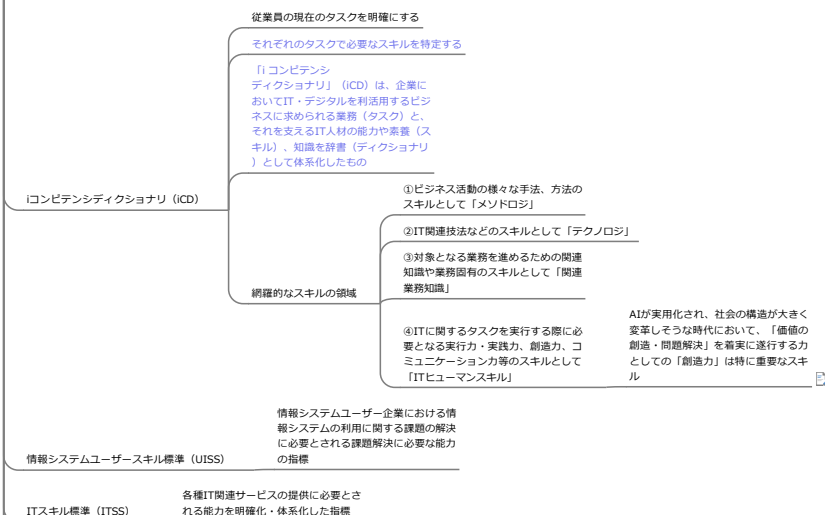 従業員の現在のタスクを明確にする
それぞれのタスクで必要なスキルを特定する
「i コンピテンシ
ディクショナリ」（iCD）は、企業に
おいてIT・デジタルを利活用するビジ
ネスに求められる業務（タスク）と、
それを支えるIT人材の能力や素養（ス
キル）、知識を辞書（ディクショナリ
）として体系化したもの
iコンピテンシディクショナリ（iCD）
網羅的なスキルの領域
①ビジネス活動の様々な手法、方法の
スキルとして「メソドロジ」
②IT関連技法などのスキルとして「テクノロジ」
③対象となる業務を進めるための関連
知識や業務固有のスキルとして「関連
業務知識」
④ITに関するタスクを実行する際に必
要となる実行力・実践力、創造力、コ
ミュニケーション力等のスキルとして
「ITヒューマンスキル」
AIが実用化され、社会の構造が大きく
変革しそうな時代において、「価値の
創造・問題解決」を着実に遂行する力
としての「創造力」は特に重要なスキ
ル
情報システムユーザースキル標準（UISS）
情報システムユーザー企業における情
報システムの利用に関する課題の解決
に必要とされる課題解決に必要な能力
の指標
ITスキル標準（ITSS）
各種IT関連サービスの提供に必要とさ
れる能力を明確化・体系化した指標